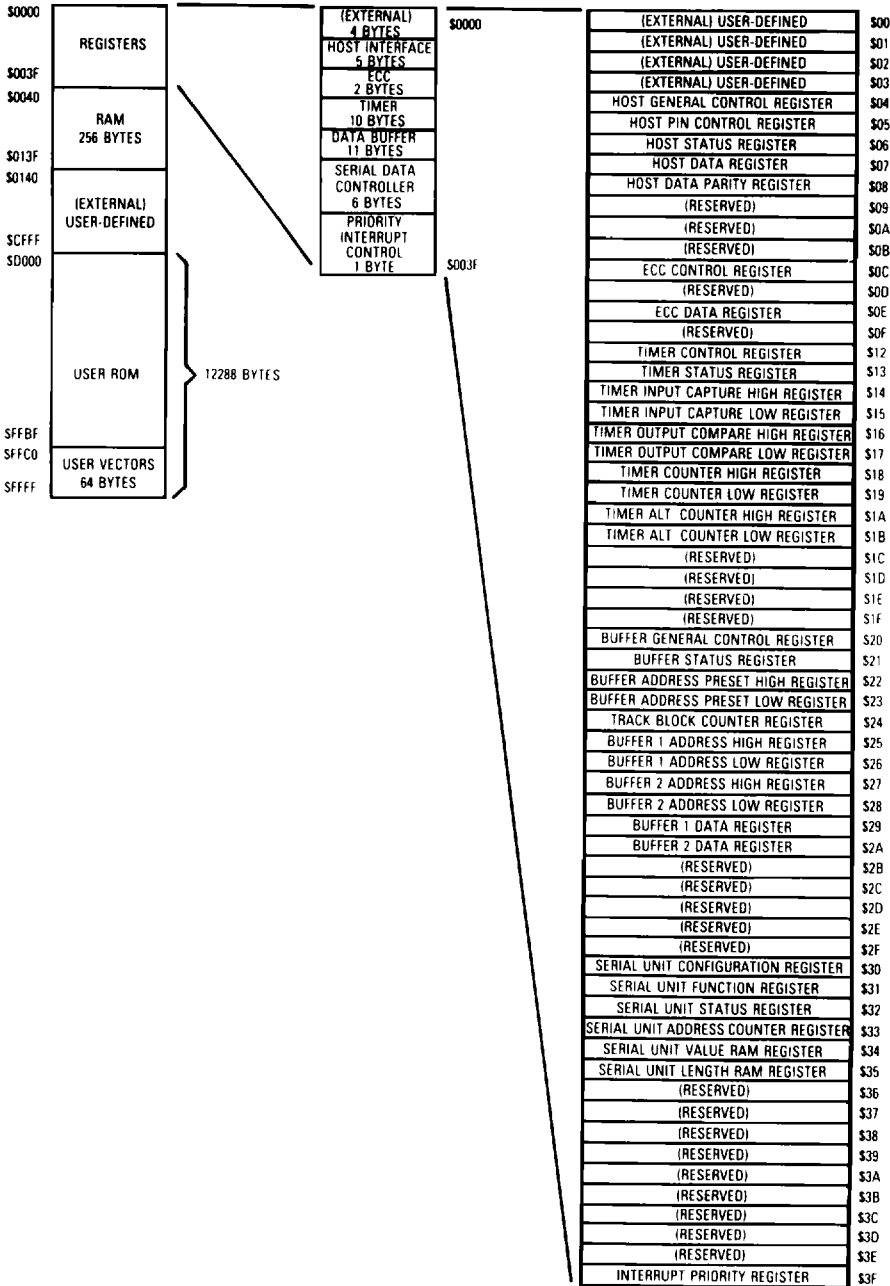 $0000
REGISTERS
$003F
$0040
RAM
256 BYTES
$013F
$0140
(EXTERNAL)
USER-DEFINED
$CFFF
$D000
USER ROM
12288 BYTES
$FFBF
$FFC0
USER VECTORS
64 BYTES
$FFFF
(EXTERNAL)
4 BYTES
$0000
HOST INTERFACE
5 BYTES
ECC
2 BYTES
TIMER
10 BYTES
DATA BUFFER
11 BYTES
SERIAL DATA
CONTROLLER
6 BYTES
PRIORITY
INTERRUPT
CONTROL
1 BYTE
$003F
(EXTERNAL) USER-DEFINED $00
(EXTERNAL) USER-DEFINED $01
(EXTERNAL) USER-DEFINED $02
(EXTERNAL) USER-DEFINED $03
HOST GENERAL CONTROL REGISTER $04
HOST PIN CONTROL REGISTER $05
HOST STATUS REGISTER $06
HOST DATA REGISTER $07
HOST DATA PARITY REGISTER $08
(RESERVED) $09
(RESERVED) $0A
(RESERVED) $0B
ECC CONTROL REGISTER $0C
(RESERVED) $0D
ECC DATA REGISTER $0E
(RESERVED) $0F
TIMER CONTROL REGISTER $12
TIMER STATUS REGISTER $13
TIMER INPUT CAPTURE HIGH REGISTER $14
TIMER INPUT CAPTURE LOW REGISTER $15
TIMER OUTPUT COMPARE HIGH REGISTER $16
TIMER OUTPUT COMPARE LOW REGISTER $17
TIMER COUNTER HIGH REGISTER $18
TIMER COUNTER LOW REGISTER $19
TIMER ALT COUNTER HIGH REGISTER $1A
TIMER ALT COUNTER LOW REGISTER $1B
(RESERVED) $1C
(RESERVED) $1D
(RESERVED) $1E
(RESERVED) $1F
BUFFER GENERAL CONTROL REGISTER $20
BUFFER STATUS REGISTER $21
BUFFER ADDRESS PRESET HIGH REGISTER $22
BUFFER ADDRESS PRESET LOW REGISTER $23
TRACK BLOCK COUNTER REGISTER $24
BUFFER 1 ADDRESS HIGH REGISTER $25
BUFFER 1 ADDRESS LOW REGISTER $26
BUFFER 2 ADDRESS HIGH REGISTER $27
BUFFER 2 ADDRESS LOW REGISTER $28
BUFFER 1 DATA REGISTER $29
BUFFER 2 DATA REGISTER $2A
(RESERVED) $2B
(RESERVED) $2C
(RESERVED) $2D
(RESERVED) $2E
(RESERVED) $2F
SERIAL UNIT CONFIGURATION REGISTER $30
SERIAL UNIT FUNCTION REGISTER $31
SERIAL UNIT STATUS REGISTER $32
SERIAL UNIT ADDRESS COUNTER REGISTER $33
SERIAL UNIT VALUE RAM REGISTER $34
SERIAL UNIT LENGTH RAM REGISTER $35
(RESERVED) $36
(RESERVED) $37
(RESERVED) $38
(RESERVED) $39
(RESERVED) $3A
(RESERVED) $3B
(RESERVED) $3C
(RESERVED) $3D
(RESERVED) $3E
INTERRUPT PRIORITY REGISTER $3F